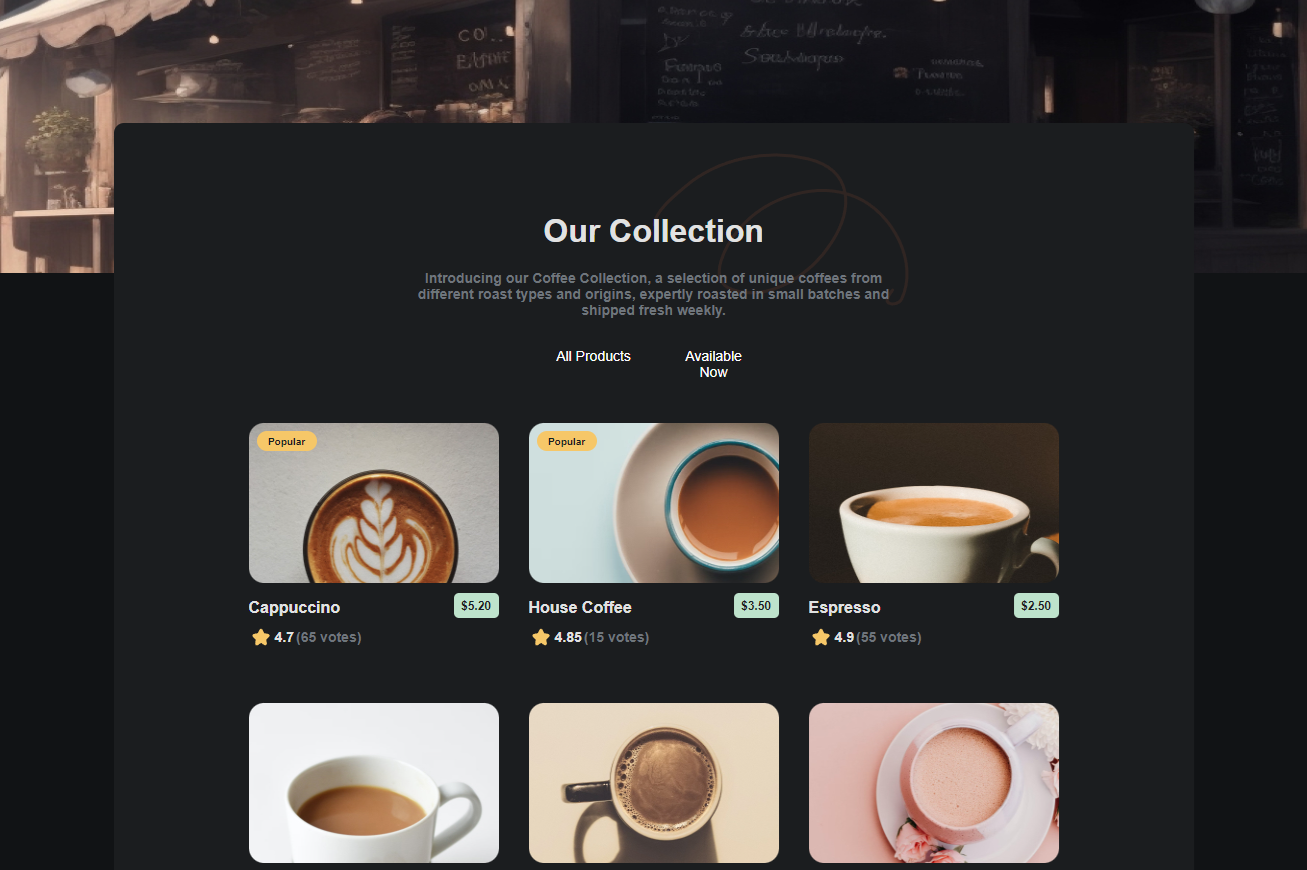 Our Collection
Introducing our Coffee Collection, a selection of unique coffees from
different roast types and origins, expertly roasted in small batches and
shipped fresh weekly.
All Products
Available
Now
Popular
Popular
Cappuccino
$5.20
House Coffee
$3.50
Espresso
$2.50
4.7 (65 votes)
4.85 (15 votes)
4.9 (55 votes)